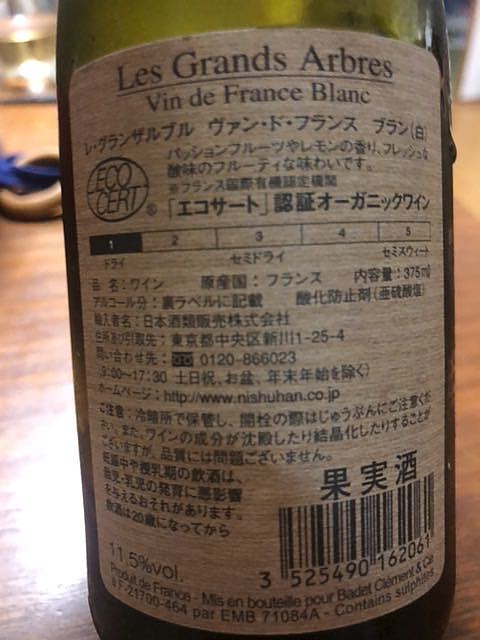 Les Grands Arbres
Vin de France Blanc
レ・グランザルブル ヴァン・ド・フランス ブラン(白)
パッションフルーツやレモンの香り、フレッシュな
酸味のフルーティな味わいです。
※フランス国際有機認定機関
ECO
CERT
®「エコサート」認証オーガニックワイン
1 2 3 4 5
ドライ セミドライ セミスウィート
品名:ワイン 原産国:フランス 内容量:375ml
アルコール分:裏ラベルに記載 酸化防止剤(亜硫酸塩)
輸入者名:日本酒類販売株式会社
住所及び引取先:東京都中央区新川1-25-4
問い合わせ先: 0120-866023
(9:00~17:30 土日祝、お盆、年末年始を除く)
ホームページ:http://www.nishuhan.co.jp
ご注意:冷暗所で保管し、開栓の際はじゅうぶんにご注意くだ
さい。また、ワインの成分が沈殿したり結晶化したりすることが
ございますが、品質には問題ございません。
妊娠中や授乳期の飲酒は、
胎児・乳児の発育に悪影響
を与えるおそれがあります。
飲酒は20歳になってから
果実酒
11,5%vol.
3 525490 162061
Produit de France - Mis en bouteille pour Badet Clément & Co
à F-21700-464 par EMB 71084A - Contains sulphites